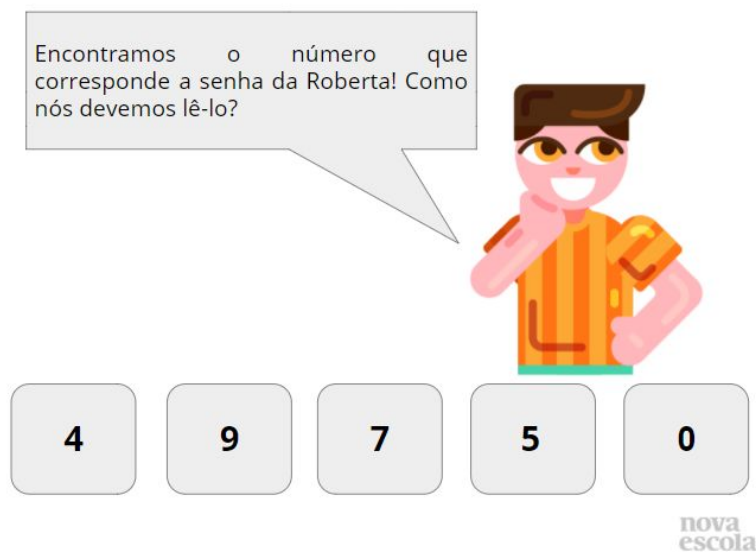 Encontramos o número que
corresponde a senha da Roberta! Como
nós devemos lê-lo?
4 9 7 5 0
nova
escola